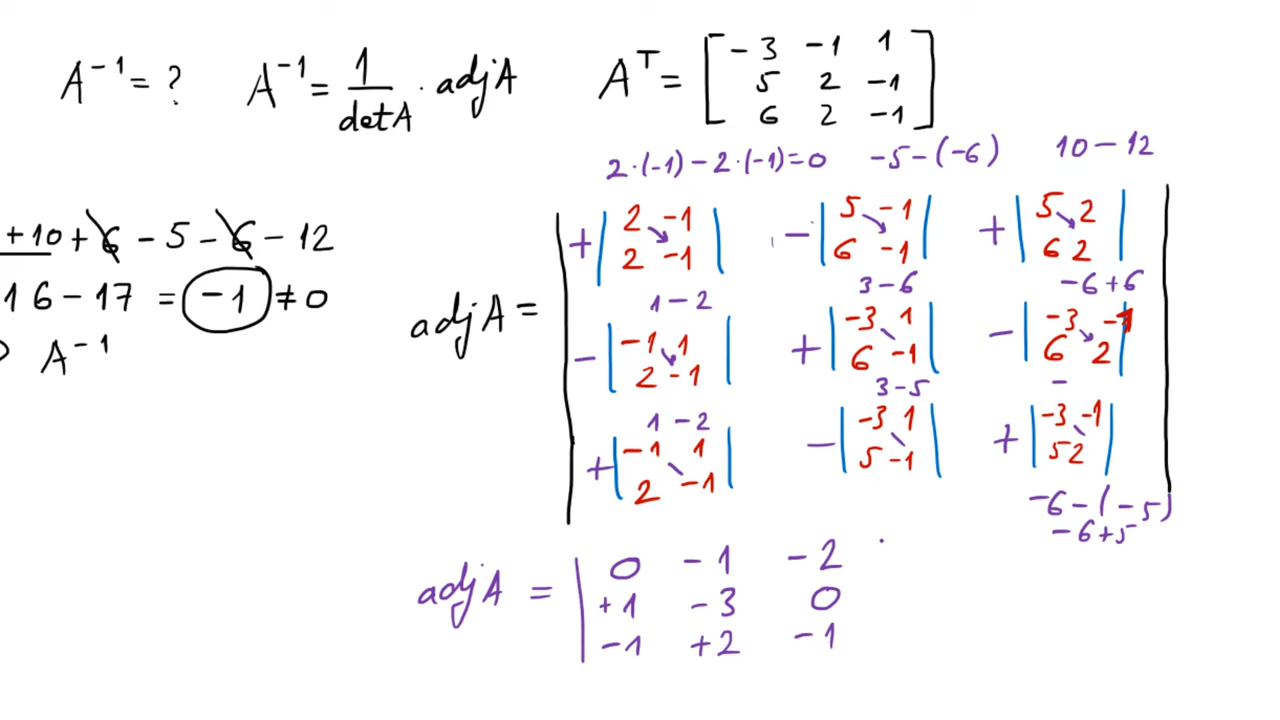 A⁻¹ = ? A⁻¹ = 1/detA · adjA Aᵀ = [ -3 -1 1
5 2 -1
6 2 -1 ]
2·(-1) - 2·(-1) = 0 -5-(-6) 10-12
+10 + 6 - 5 - 6 - 12
16 - 17 = -1 ≠ 0
A⁻¹
adjA =
+| 2 -1 | -| 5 -1 | +| 5 2 |
| 2 -1 | | 6 -1 | | 6 2 |
1-2 3-6 -6+6
-| -1 1 | +| -3 1 | -| -3 -1 |
| 2 -1 | | 6 -1 | | 6 2 |
1-2 3-5 -
+| -1 1 | -| -3 1 | +| -3 -1 |
| 2 -1 | | 5 -1 | | 5 2 |
-6-(-5)
-6+5
adjA = | 0 -1 -2
+1 -3 0
-1 +2 -1